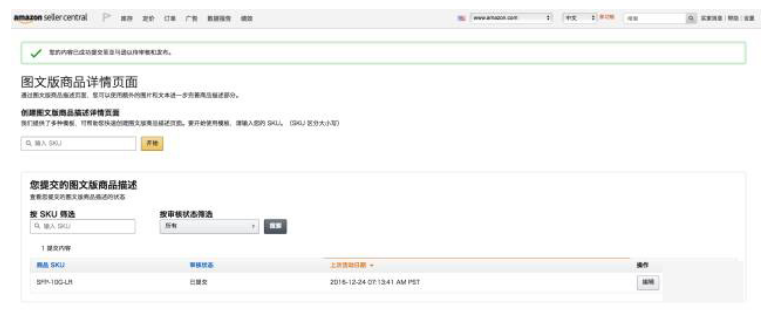 amazon seller central 库存 定价 订单 广告 数据报告 绩效 www.amazon.com 中文 搜索 买家消息 帮助 设置
您的内容已成功提交至亚马逊以待审核和发布。
图文版商品详情页面
通过图文版商品描述页面，您可以使用额外的图片和文本进一步完善商品描述部分。
创建图文版商品描述详情页面
我们提供了多种模板，可帮助您快速创建图文版商品描述页面。要开始使用模板，请输入您的 SKU。（SKU 区分大小写）
输入 SKU 开始
您提交的图文版商品描述
查看您提交的图文版商品描述的状态
按 SKU 筛选 按审核状态筛选
输入 SKU 所有 搜索
1 提交内容
商品 SKU 审核状态 上次活动日期 操作
SFP-10G-LR 已提交 2016-12-24 07:13:41 AM PST 编辑